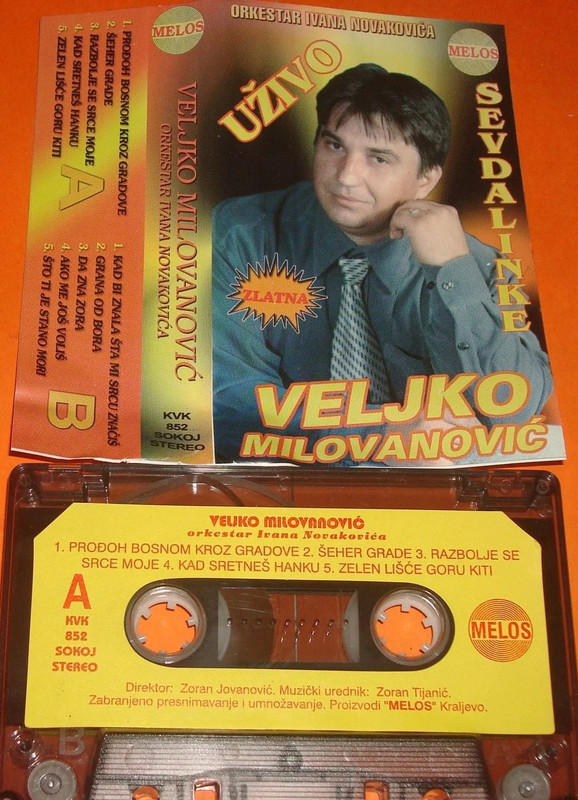 ORKESTAR IVANA NOVAKOVIĆA
MELOS
UŽIVO
SEVDALINKE
ZLATNA
VELJKO
MILOVANOVIĆ
MELOS
VELJKO MILOVANOVIĆ
ORKESTAR IVANA NOVAKOVIĆA
KVK
852
SOKOJ
STEREO
1. PROĐOH BOSNOM KROZ GRADOVE
2. ŠEHER GRADE
3. RAZBOLJE SE SRCE MOJE
4. KAD SRETNEŠ HANKU
5. ZELEN LIŠĆE GORU KITI
A
1. KAD BI ZNALA ŠTA MI SRCU ZNAČIŠ
2. GRANA OD BORA
3. DA ZNA ZORA
4. AKO ME JOŠ VOLIŠ
5. ŠTO TI JE STANO MORI
B
VELJKO MILOVANOVIĆ
orkestar Ivana Novakovića
1. PROĐOH BOSNOM KROZ GRADOVE 2. ŠEHER GRADE 3. RAZBOLJE SE
SRCE MOJE 4. KAD SRETNEŠ HANKU 5. ZELEN LIŠĆE GORU KITI
A
KVK
852
SOKOJ
STEREO
MELOS
Direktor: Zoran Jovanović. Muzički urednik: Zoran Tijanić.
Zabranjeno presnimavanje i umnožavanje. Proizvodi "MELOS" Kraljevo.
B